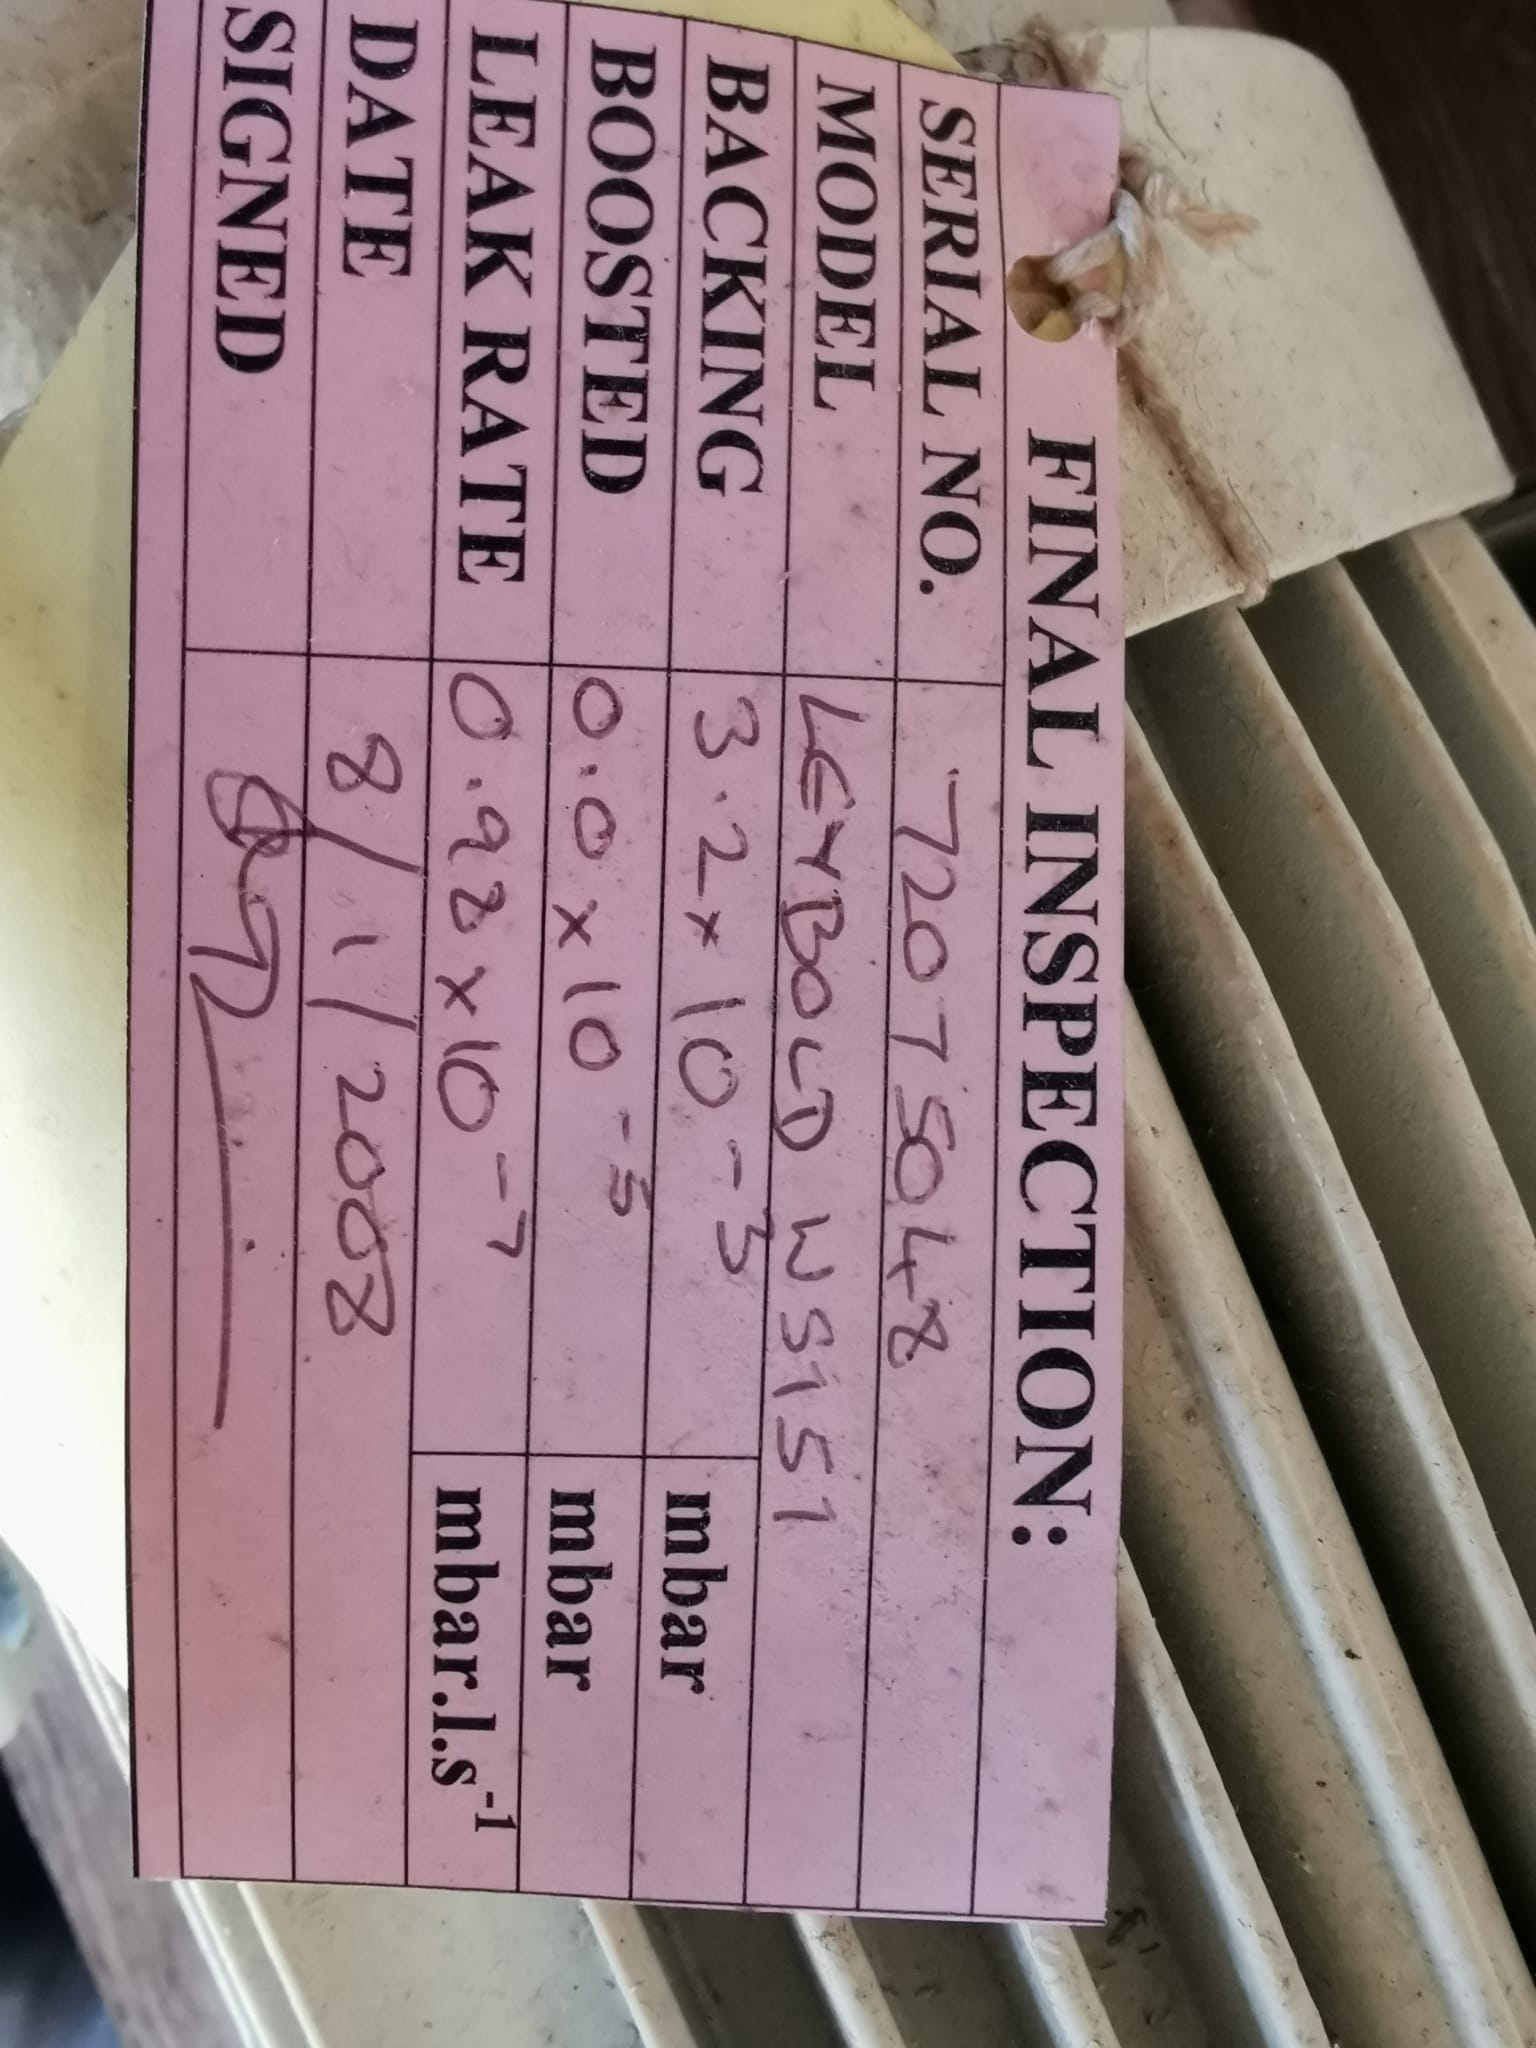 FINAL INSPECTION:
SERIAL NO. 720TS048
MODEL LEYBOLD WS151
BACKING 3.2 x 10⁻³ mbar
BOOSTED 0.0 x 10⁻⁵ mbar
LEAK RATE 0.98 x 10⁻⁷ mbar.l.s⁻¹
DATE 8/1/2008
SIGNED